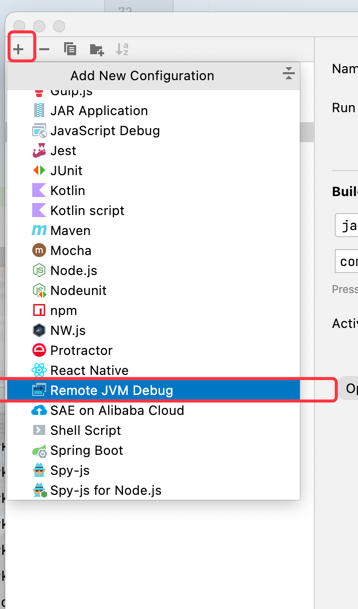 Add New Configuration
Nam
Gulp.js
JAR Application
Run
JavaScript Debug
Jest
JUnit
Kotlin
Buil
Kotlin script
ja
Maven
Mocha
con
Node.js
Nodeunit
Press
npm
NW.js
Activ
Protractor
React Native
Remote JVM Debug
Op
SAE on Alibaba Cloud
Shell Script
Spring Boot
Spy-js
Spy-js for Node.js